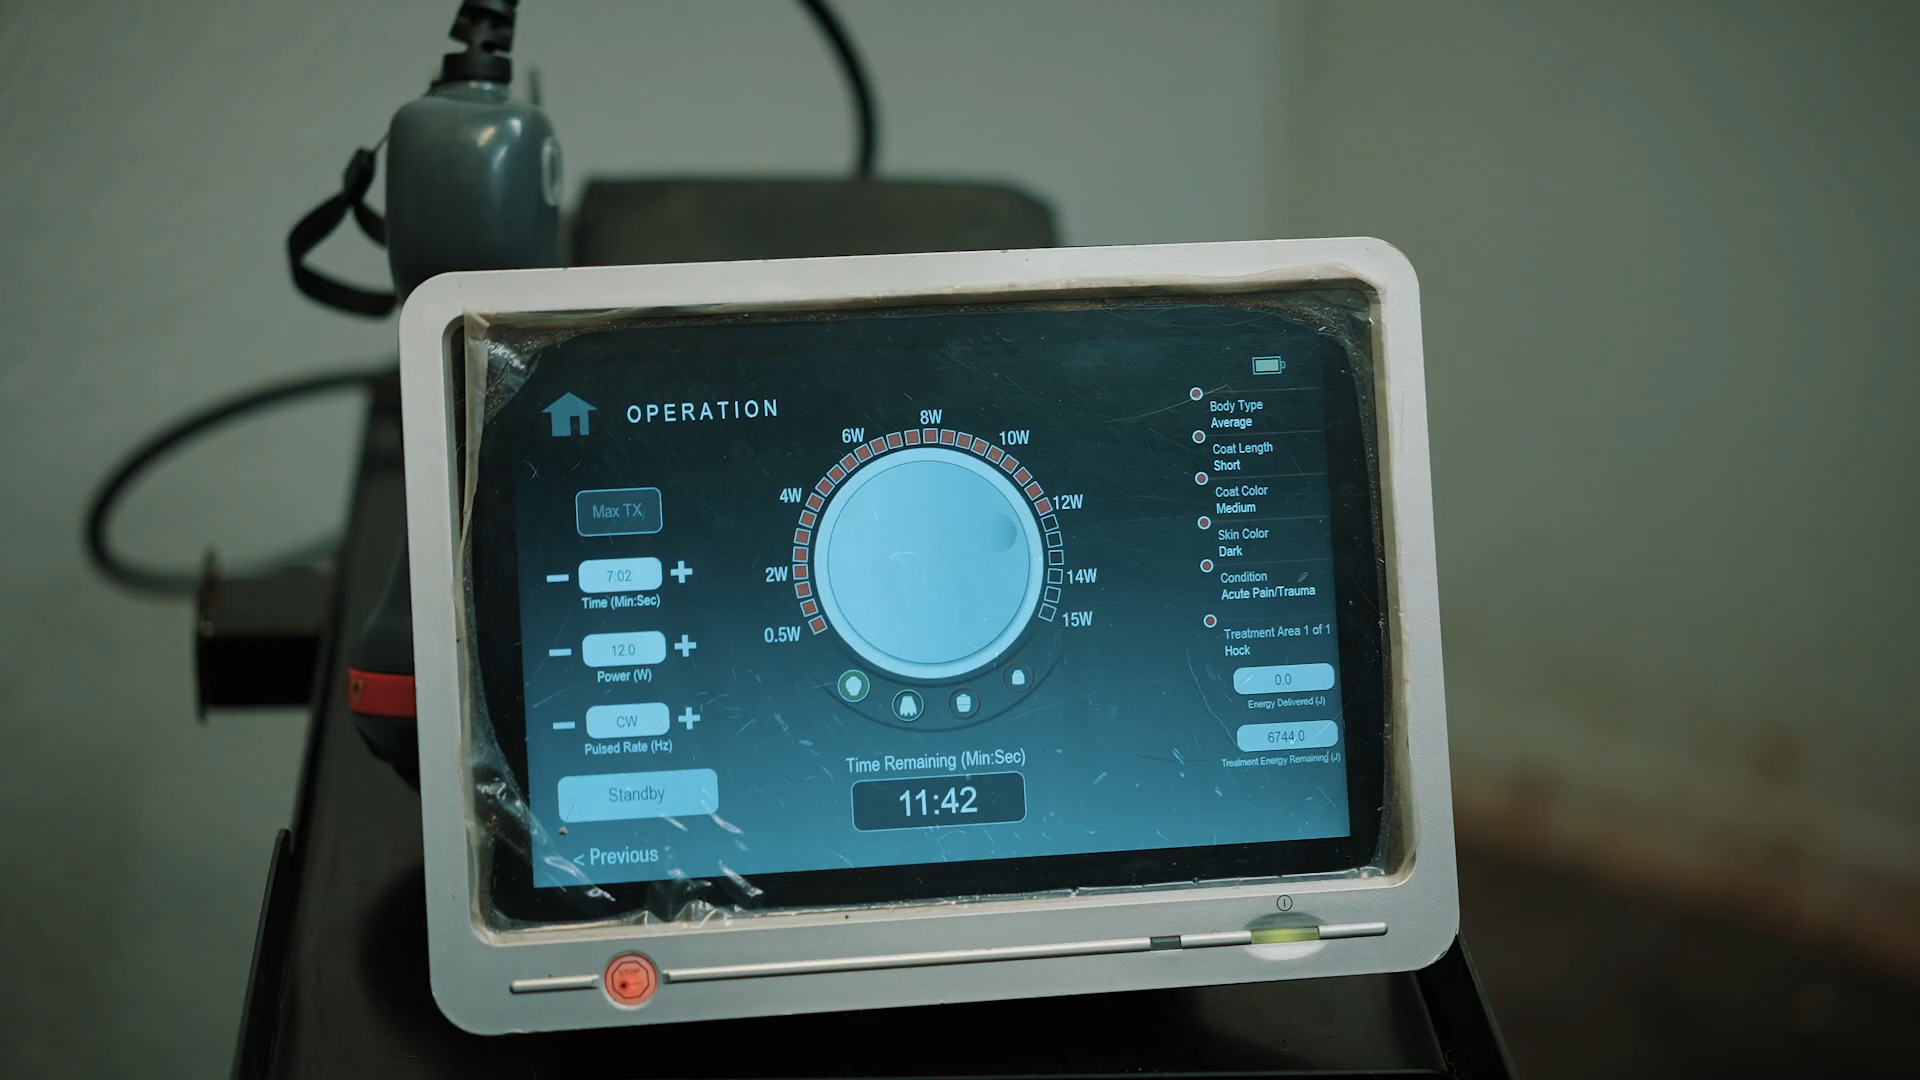 OPERATION
Max TX
7:02
Time (Min:Sec)
12.0
Power (W)
CW
Pulsed Rate (Hz)
Standby
< Previous
0.5W
2W
4W
6W
8W
10W
12W
14W
15W
Time Remaining (Min:Sec)
11:42
Body Type
Average
Coat Length
Short
Coat Color
Medium
Skin Color
Dark
Condition
Acute Pain/Trauma
Treatment Area 1 of 1
Hock
0.0
Energy Delivered (J)
6744.0
Treatment Energy Remaining (J)
STOP